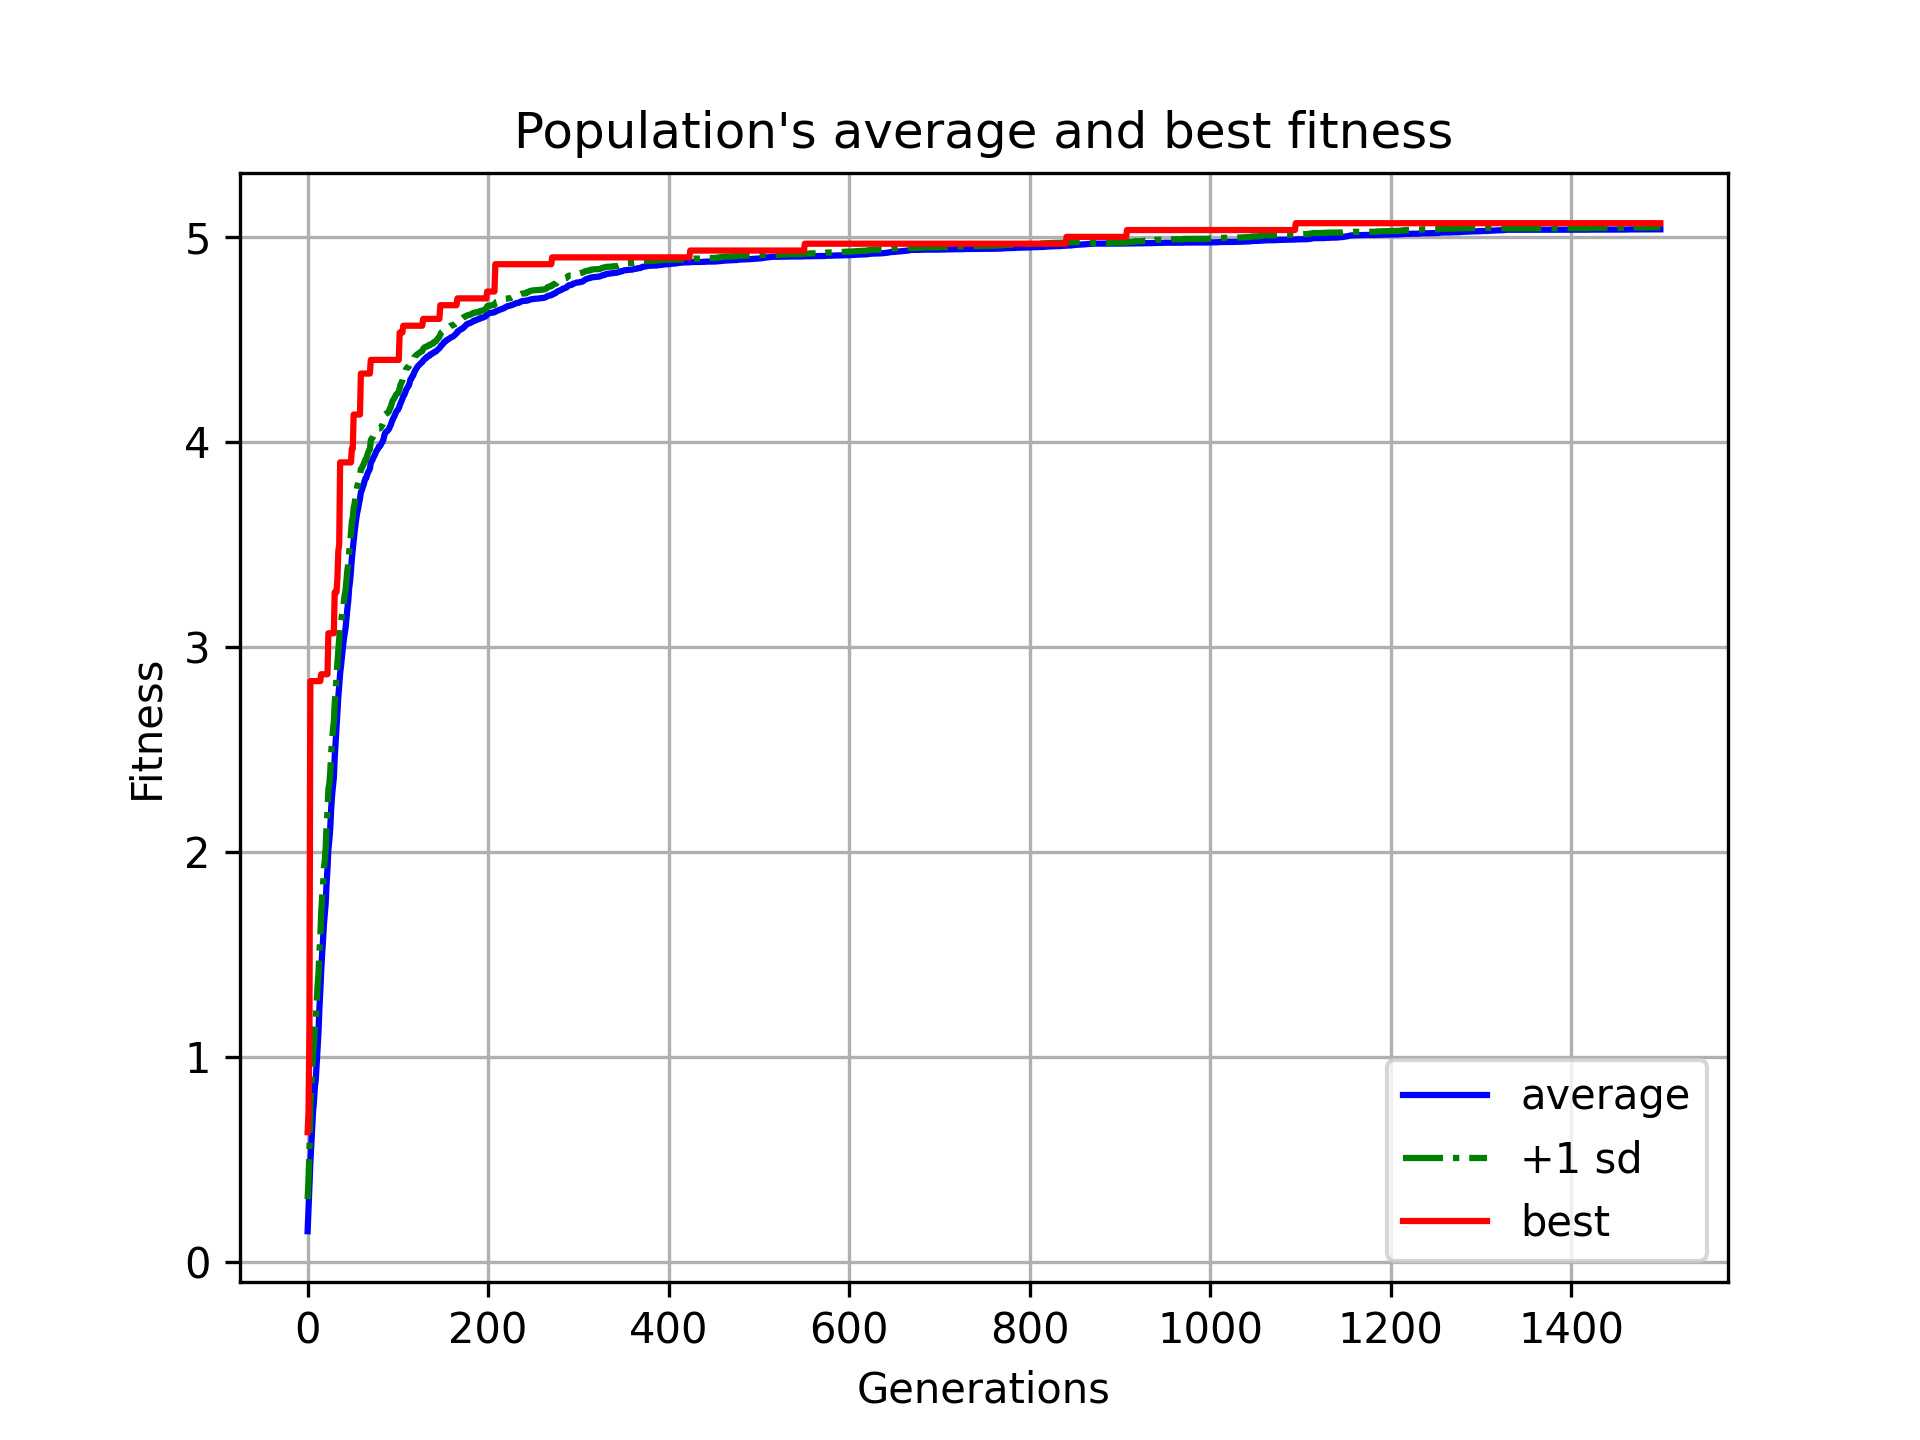 Population's average and best fitness
Fitness
5
4
3
2
1
0
average
+1 sd
best
0 200 400 600 800 1000 1200 1400
Generations